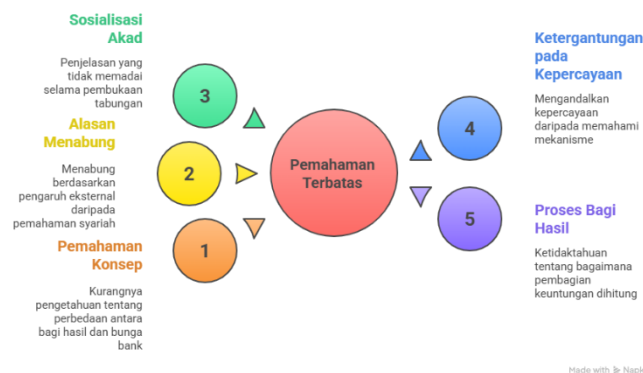 Sosialisasi
Akad
Penjelasan yang
tidak memadai
selama pembukaan
tabungan
3
Alasan
Menabung
Menabung
berdasarkan
pengaruh eksternal
daripada
pemahaman syariah
2
Pemahaman
Konsep
Kurangnya
pengetahuan tentang
perbedaan antara
bagi hasil dan bunga
bank
1
Pemahaman
Terbatas
4
Ketergantungan
pada
Kepercayaan
Mengandalkan
kepercayaan
daripada memahami
mekanisme
5
Proses Bagi
Hasil
Ketidaktahuan
tentang bagaimana
pembagian
keuntungan dihitung
Made with